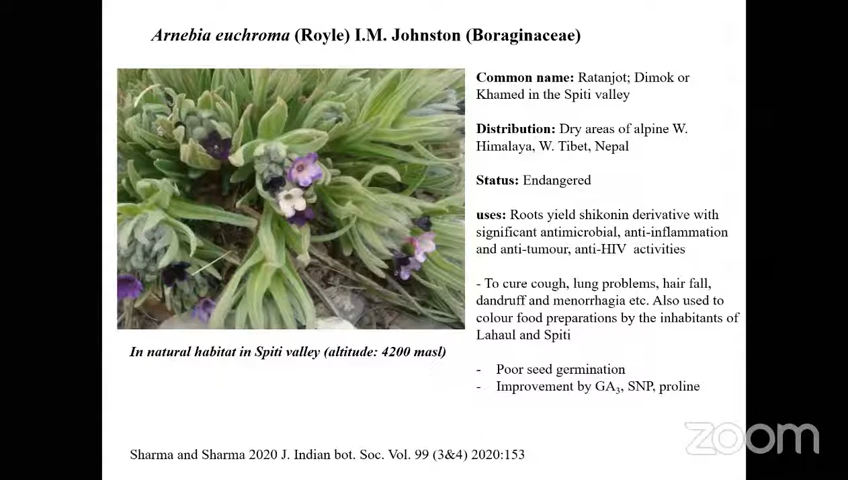 Arnebia euchroma (Royle) I.M. Johnston (Boraginaceae)
Common name: Ratanjot; Dimok or
Khamed in the Spiti valley
Distribution: Dry areas of alpine W.
Himalaya, W. Tibet, Nepal
Status: Endangered
uses: Roots yield shikonin derivative with
significant antimicrobial, anti-inflammation
and anti-tumour, anti-HIV activities
- To cure cough, lung problems, hair fall,
dandruff and menorrhagia etc. Also used to
colour food preparations by the inhabitants of
Lahaul and Spiti
- Poor seed germination
- Improvement by GA₃, SNP, proline
In natural habitat in Spiti valley (altitude: 4200 masl)
Sharma and Sharma 2020 J. Indian bot. Soc. Vol. 99 (3&4) 2020:153
zoom